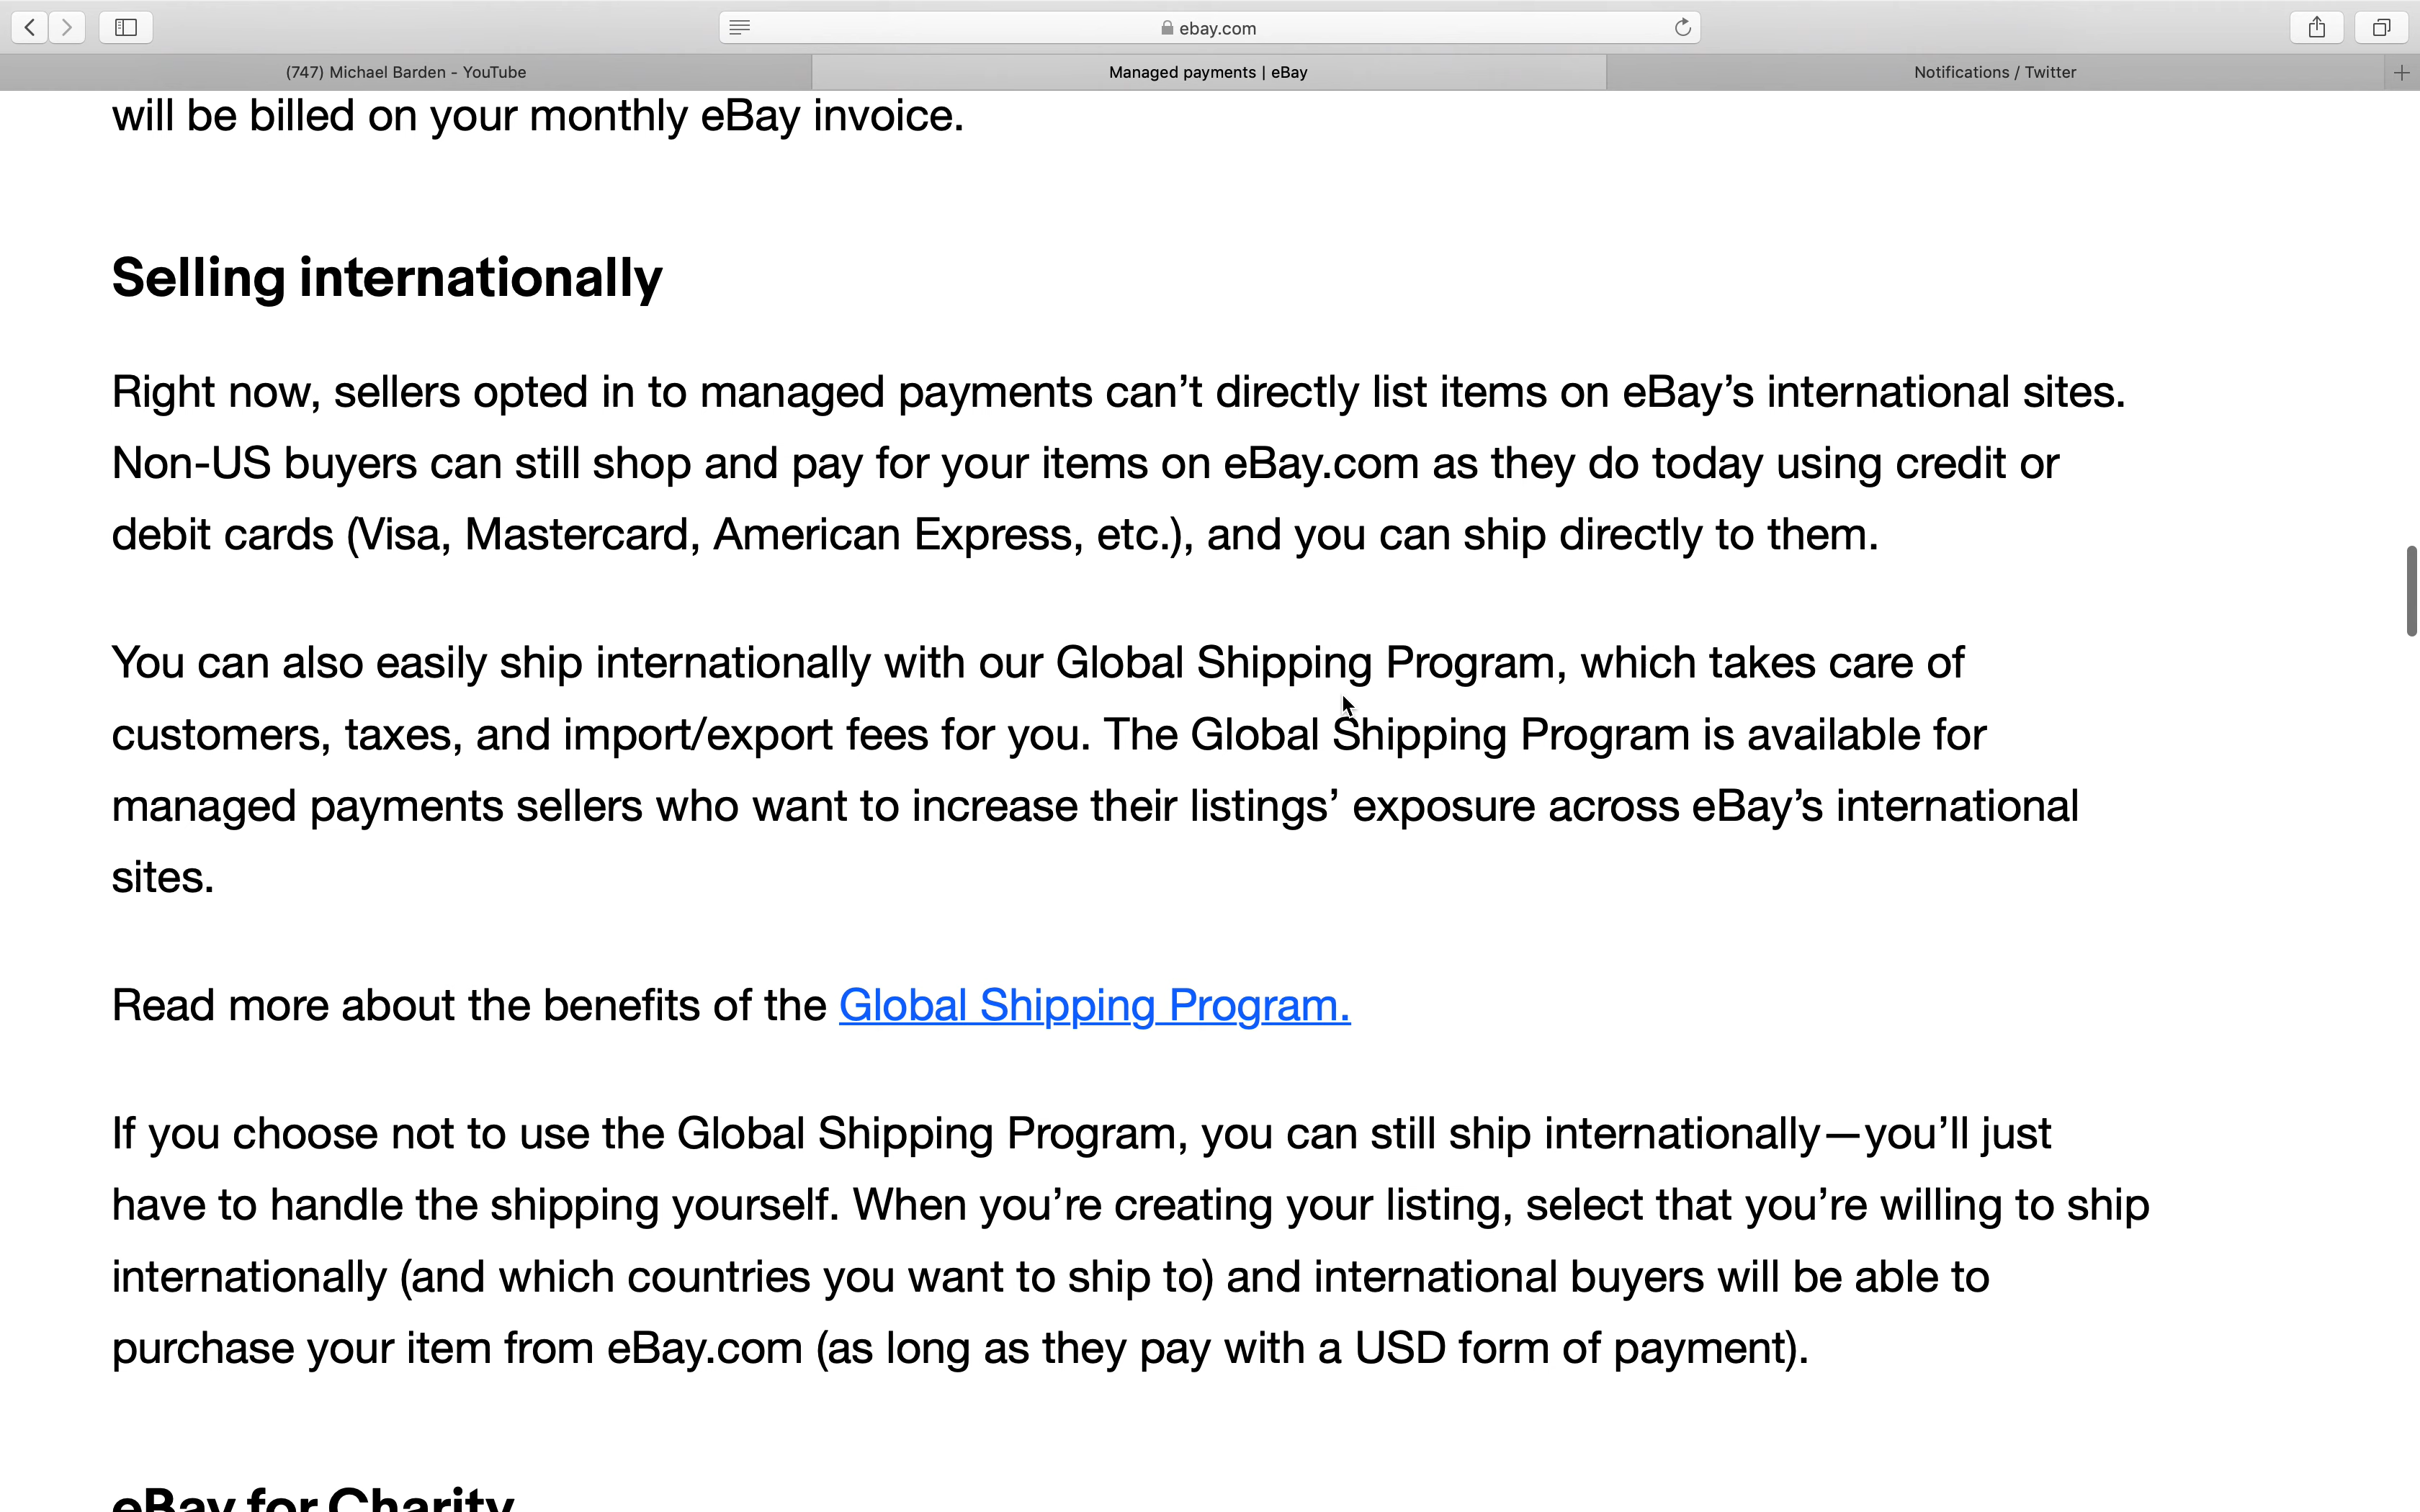 ebay.com
(747) Michael Barden - YouTube
Managed payments | eBay
Notifications / Twitter
will be billed on your monthly eBay invoice.
Selling internationally
Right now, sellers opted in to managed payments can’t directly list items on eBay’s international sites.
Non-US buyers can still shop and pay for your items on eBay.com as they do today using credit or
debit cards (Visa, Mastercard, American Express, etc.), and you can ship directly to them.
You can also easily ship internationally with our Global Shipping Program, which takes care of
customers, taxes, and import/export fees for you. The Global Shipping Program is available for
managed payments sellers who want to increase their listings’ exposure across eBay’s international
sites.
Read more about the benefits of the Global Shipping Program.
If you choose not to use the Global Shipping Program, you can still ship internationally—you’ll just
have to handle the shipping yourself. When you’re creating your listing, select that you’re willing to ship
internationally (and which countries you want to ship to) and international buyers will be able to
purchase your item from eBay.com (as long as they pay with a USD form of payment).
eBay for Charity